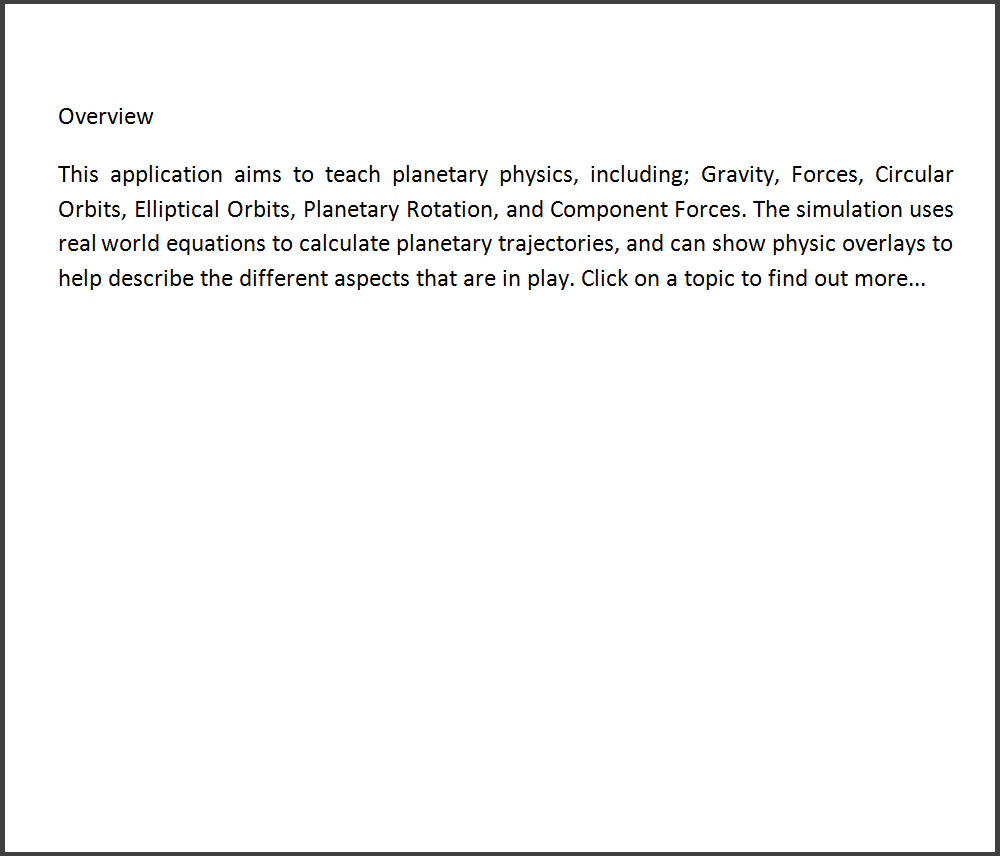 Overview
This application aims to teach planetary physics, including; Gravity, Forces, Circular
Orbits, Elliptical Orbits, Planetary Rotation, and Component Forces. The simulation uses
real world equations to calculate planetary trajectories, and can show physic overlays to
help describe the different aspects that are in play. Click on a topic to find out more...